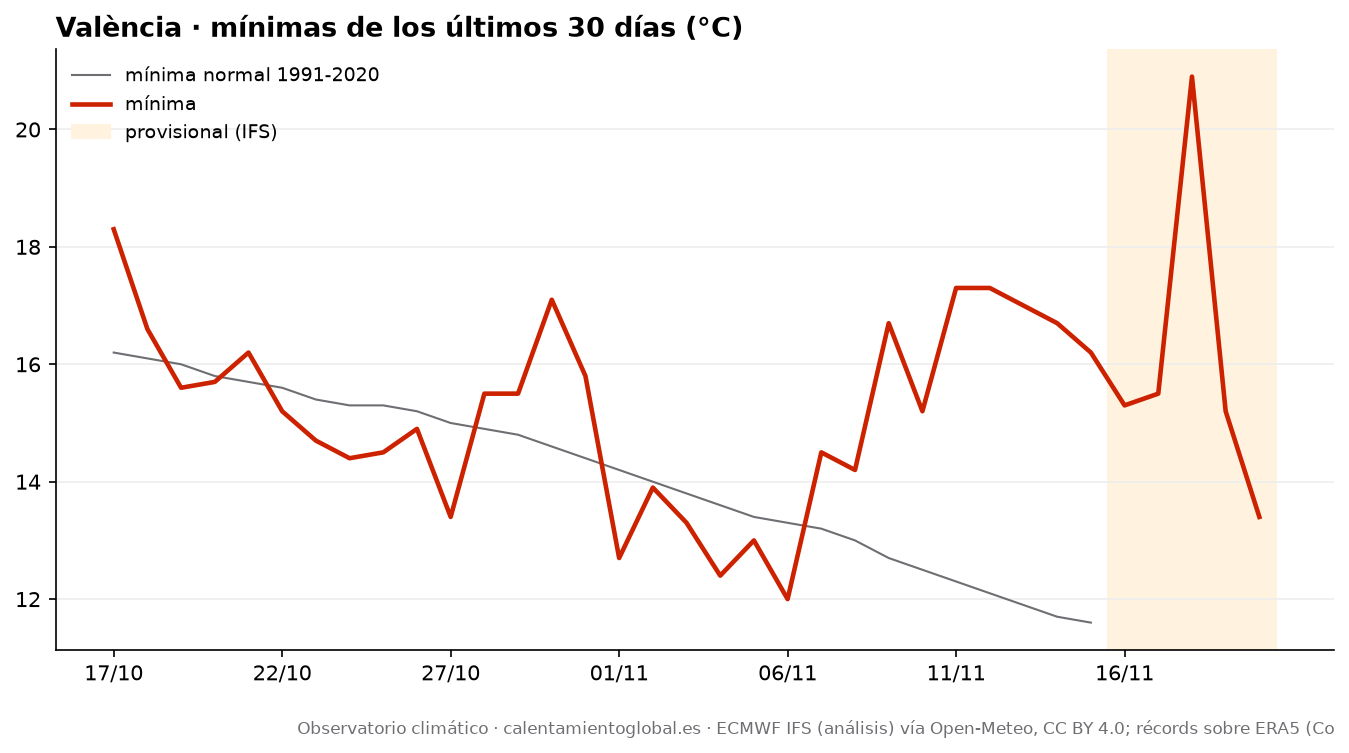 València · mínimas de los últimos 30 días (°C)
mínima normal 1991-2020
mínima
provisional (IFS)
20
18
16
14
12
17/10 22/10 27/10 01/11 06/11 11/11 16/11
Observatorio climático · calentamientoglobal.es · ECMWF IFS (análisis) vía Open-Meteo, CC BY 4.0; récords sobre ERA5 (Co